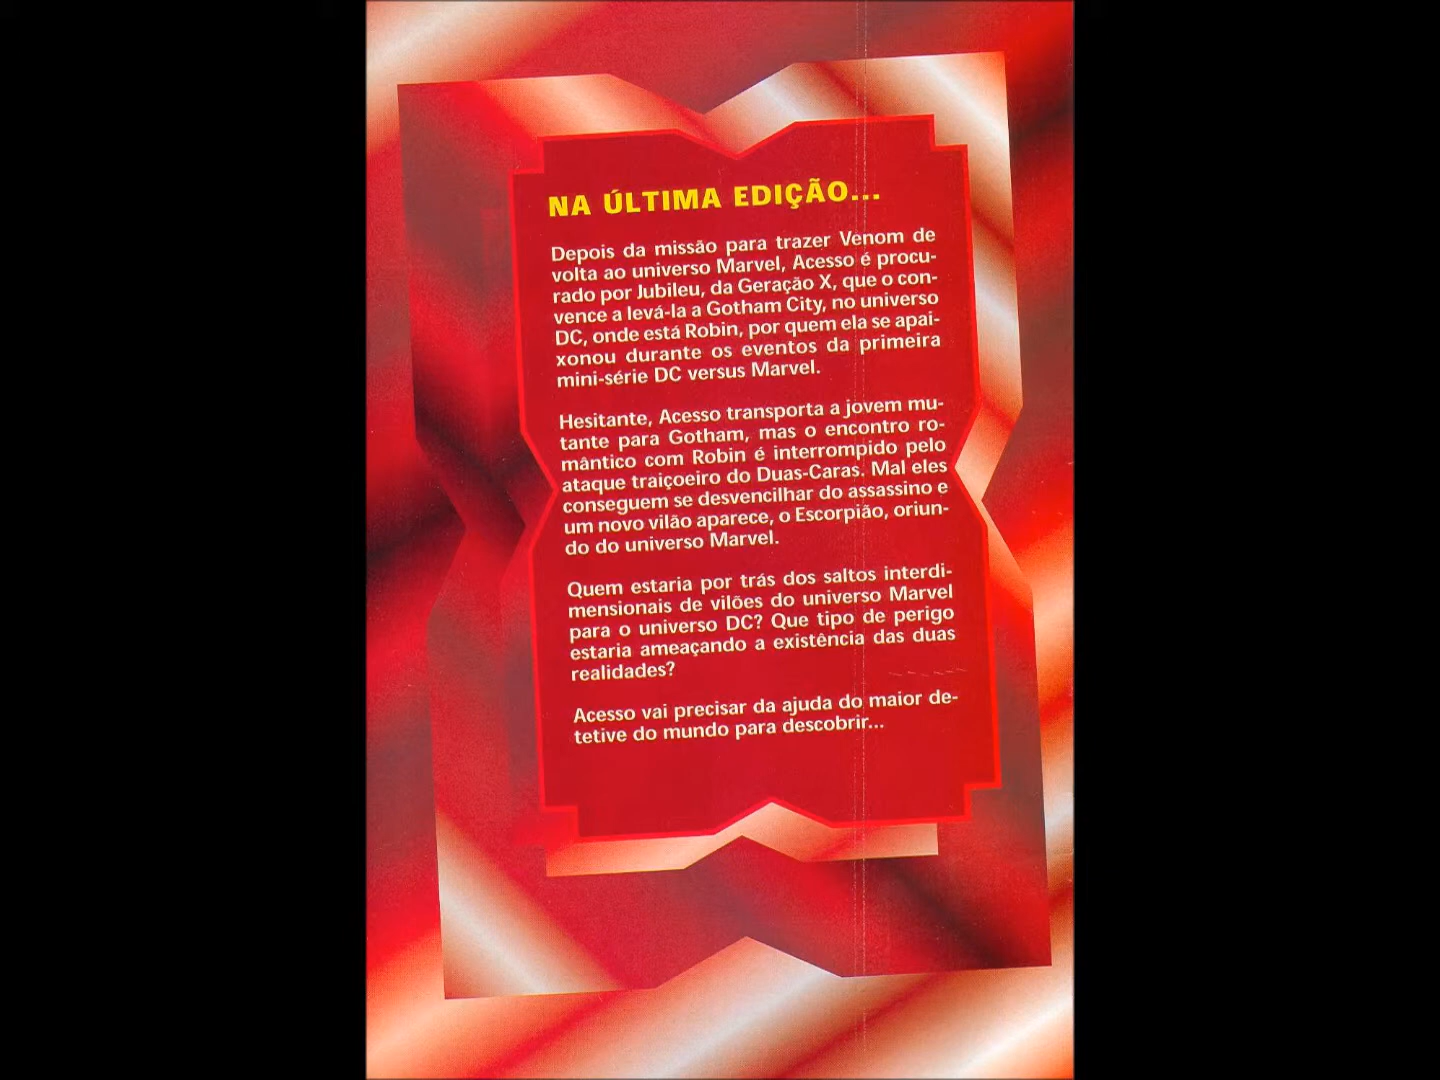 NA ÚLTIMA EDIÇÃO...
Depois da missão para trazer Venom de
volta ao universo Marvel, Acesso é procu-
rado por Jubileu, da Geração X, que o con-
vence a levá-la a Gotham City, no universo
DC, onde está Robin, por quem ela se apai-
xonou durante os eventos da primeira
mini-série DC versus Marvel.
Hesitante, Acesso transporta a jovem mu-
tante para Gotham, mas o encontro ro-
mântico com Robin é interrompido pelo
ataque traiçoeiro do Duas-Caras. Mal eles
conseguem se desvencilhar do assassino e
um novo vilão aparece, o Escorpião, oriun-
do do universo Marvel.
Quem estaria por trás dos saltos interdi-
mensionais de vilões do universo Marvel
para o universo DC? Que tipo de perigo
estaria ameaçando a existência das duas
realidades?
Acesso vai precisar da ajuda do maior de-
tetive do mundo para descobrir...